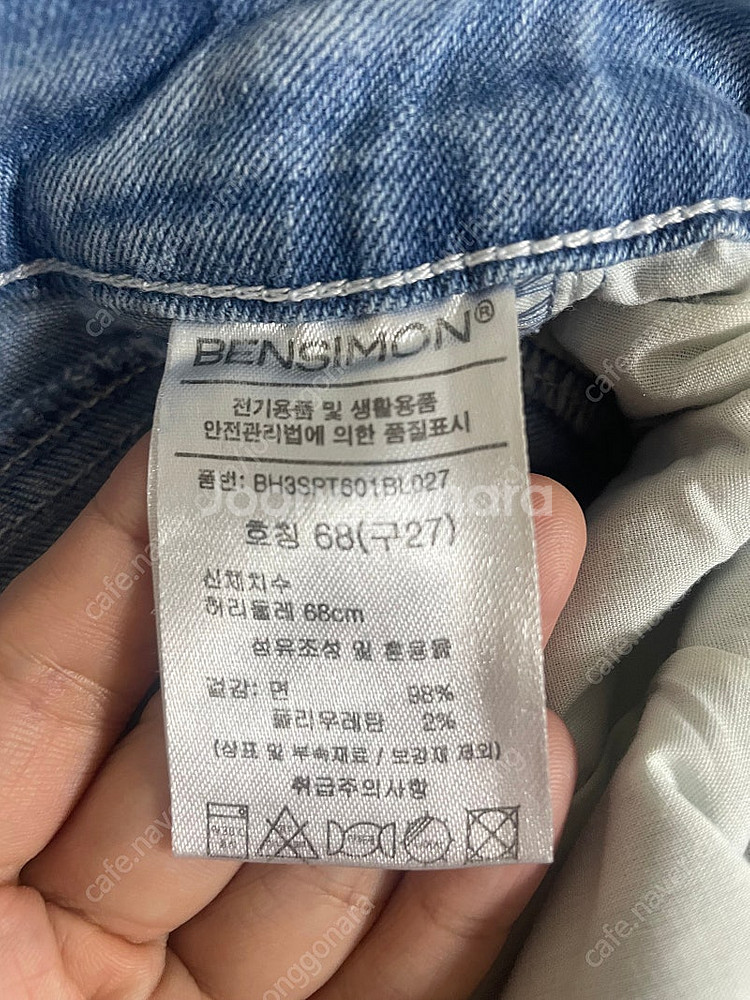 BENSIMON®
전기용품 및 생활용품
안전관리법에 의한 품질표시
품번: BH3SRT601BL027
호칭 68(구27)
신체치수
허리둘레 68cm
섬유조성 및 혼용율
겉감: 면 98%
폴리우레탄 2%
(상표 및 부속재료 / 보강재 제외)
취급주의사항
Joonggonara